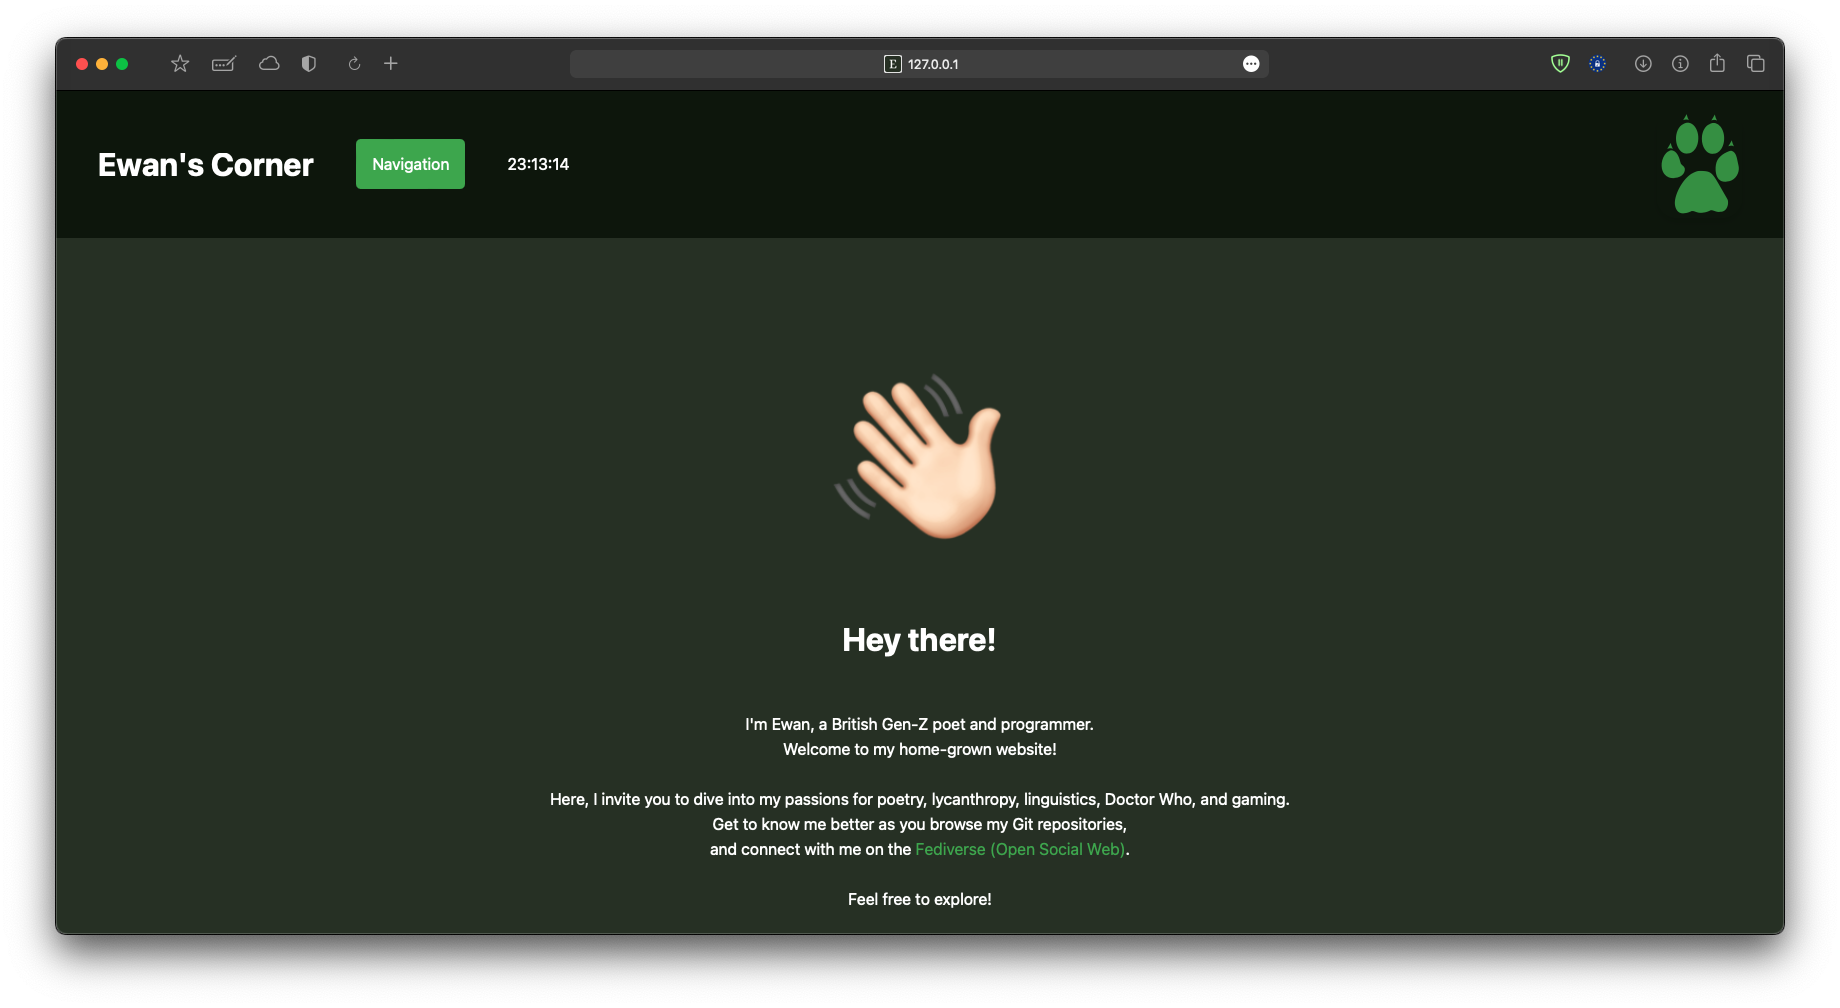 E 127.0.0.1
Ewan's Corner
Navigation
23:13:14
Hey there!
I'm Ewan, a British Gen-Z poet and programmer.
Welcome to my home-grown website!
Here, I invite you to dive into my passions for poetry, lycanthropy, linguistics, Doctor Who, and gaming.
Get to know me better as you browse my Git repositories,
and connect with me on the Fediverse (Open Social Web).
Feel free to explore!